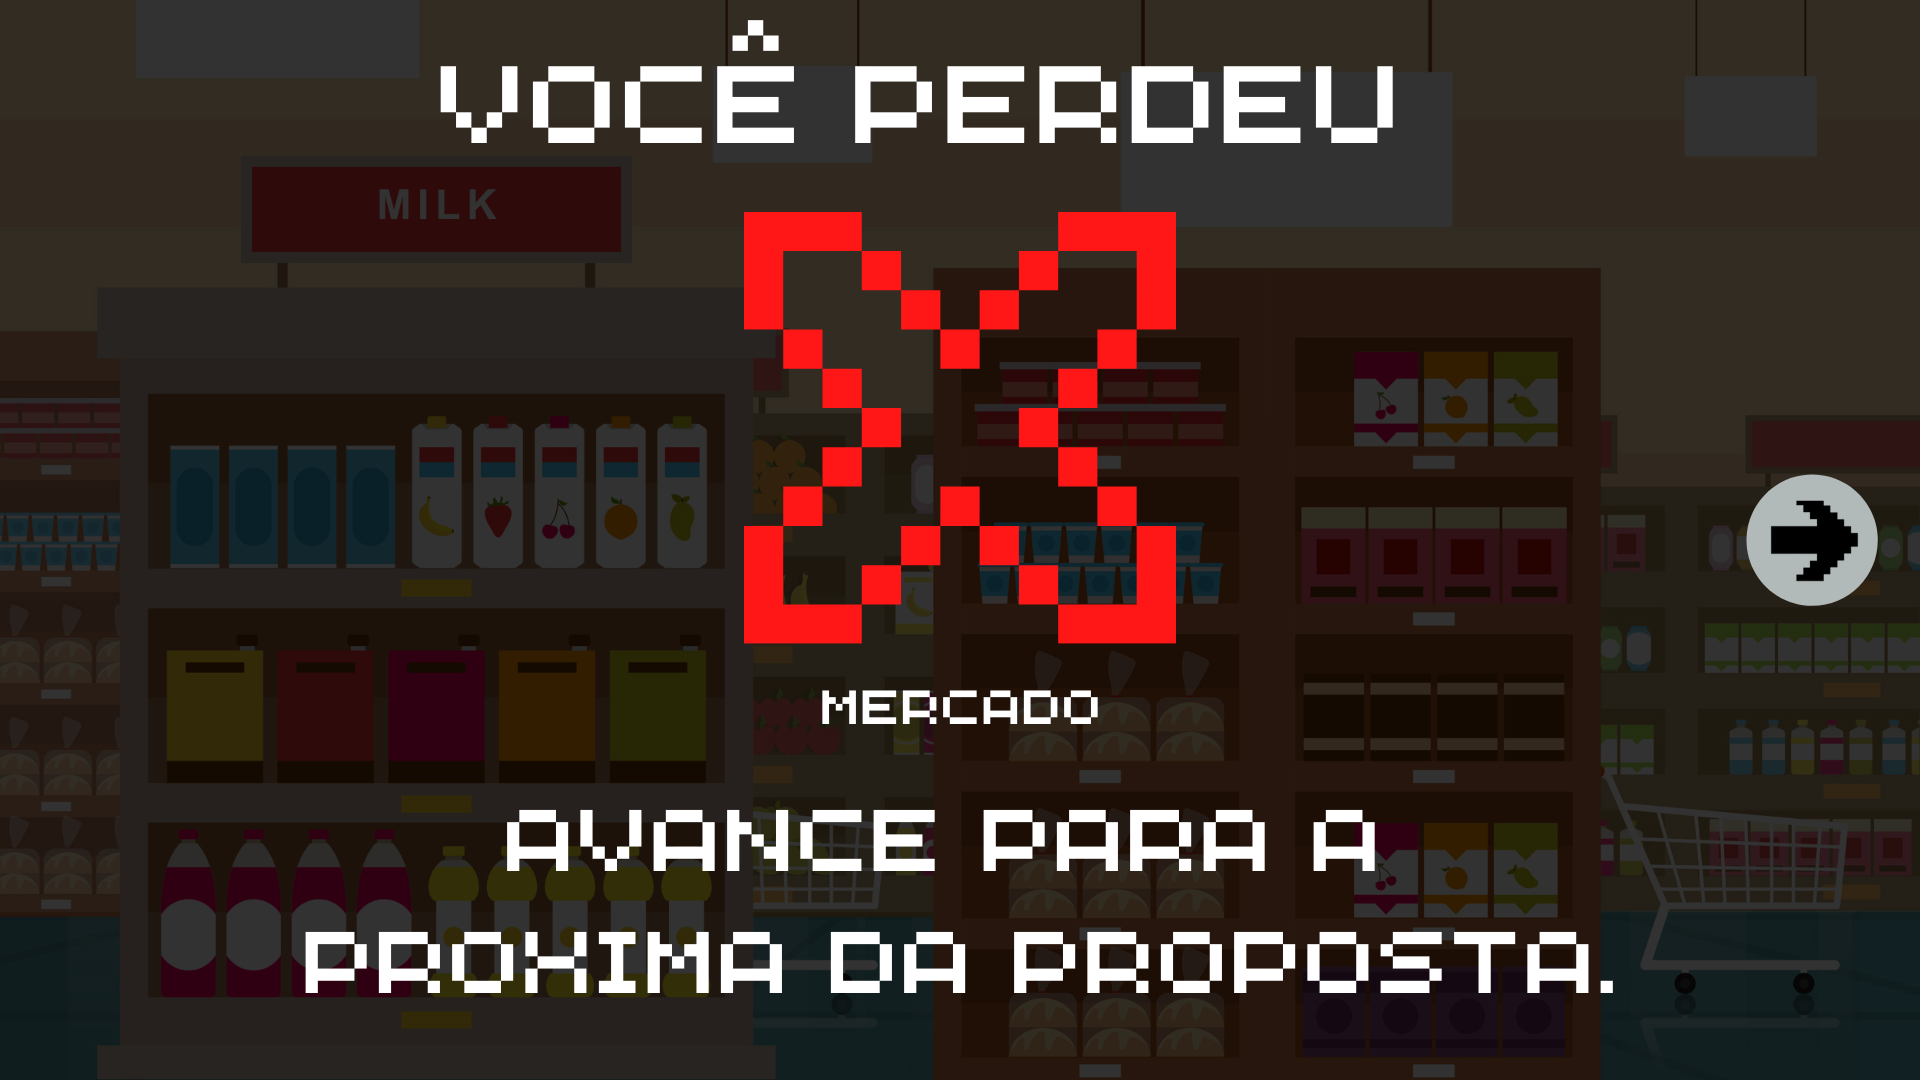 VOCÊ PERDEU
MILK
MERCADO
AVANCE PARA A
PROXIMA DA PROPOSTA.